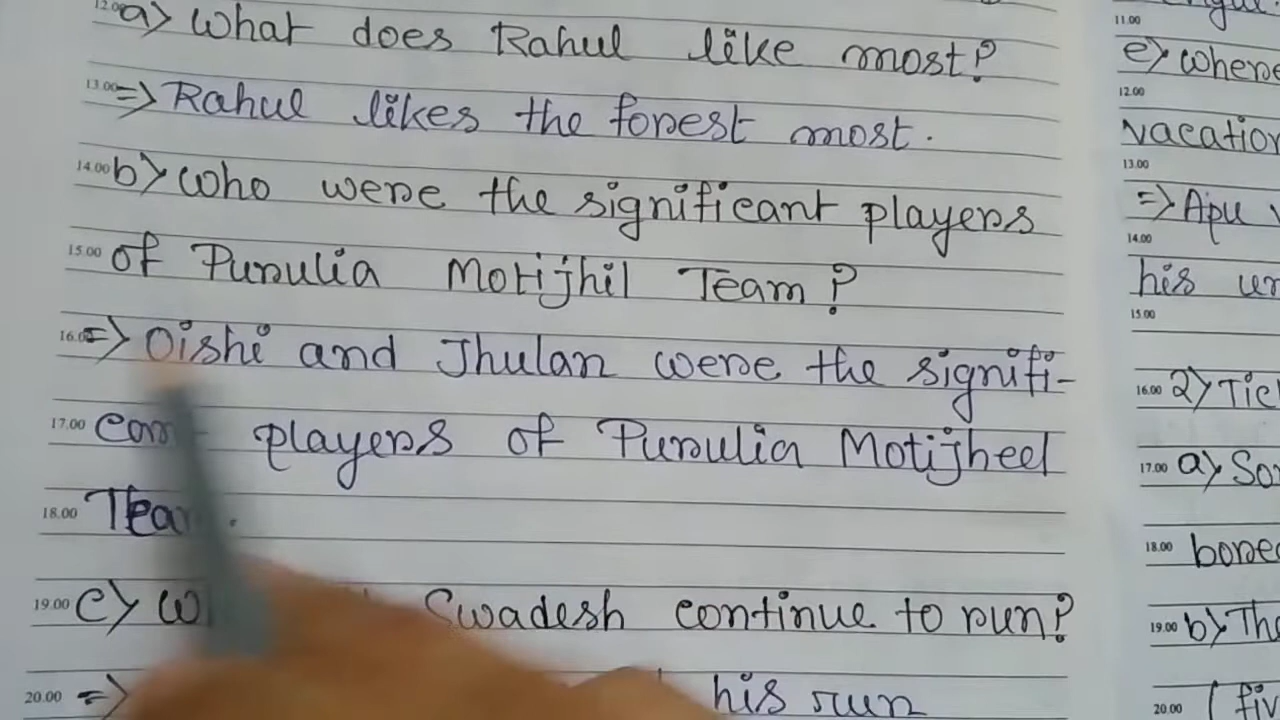 12.00 a) What does Rahul like most?
13.00 => Rahul likes the forest most.
14.00 b) Who were the significant players
15.00 of Purulia Motijhil Team?
16.00 => Oishi and Jhulan were the signifi-
17.00 cant players of Purulia Motijheel
18.00 Team.
19.00 c) Swadesh continue to run?
20.00 => his run
11.00
e) Where
12.00
vacation
13.00
=> Apu
14.00
his
15.00
16.00 2)
17.00 a)
18.00
19.00 b)
20.00